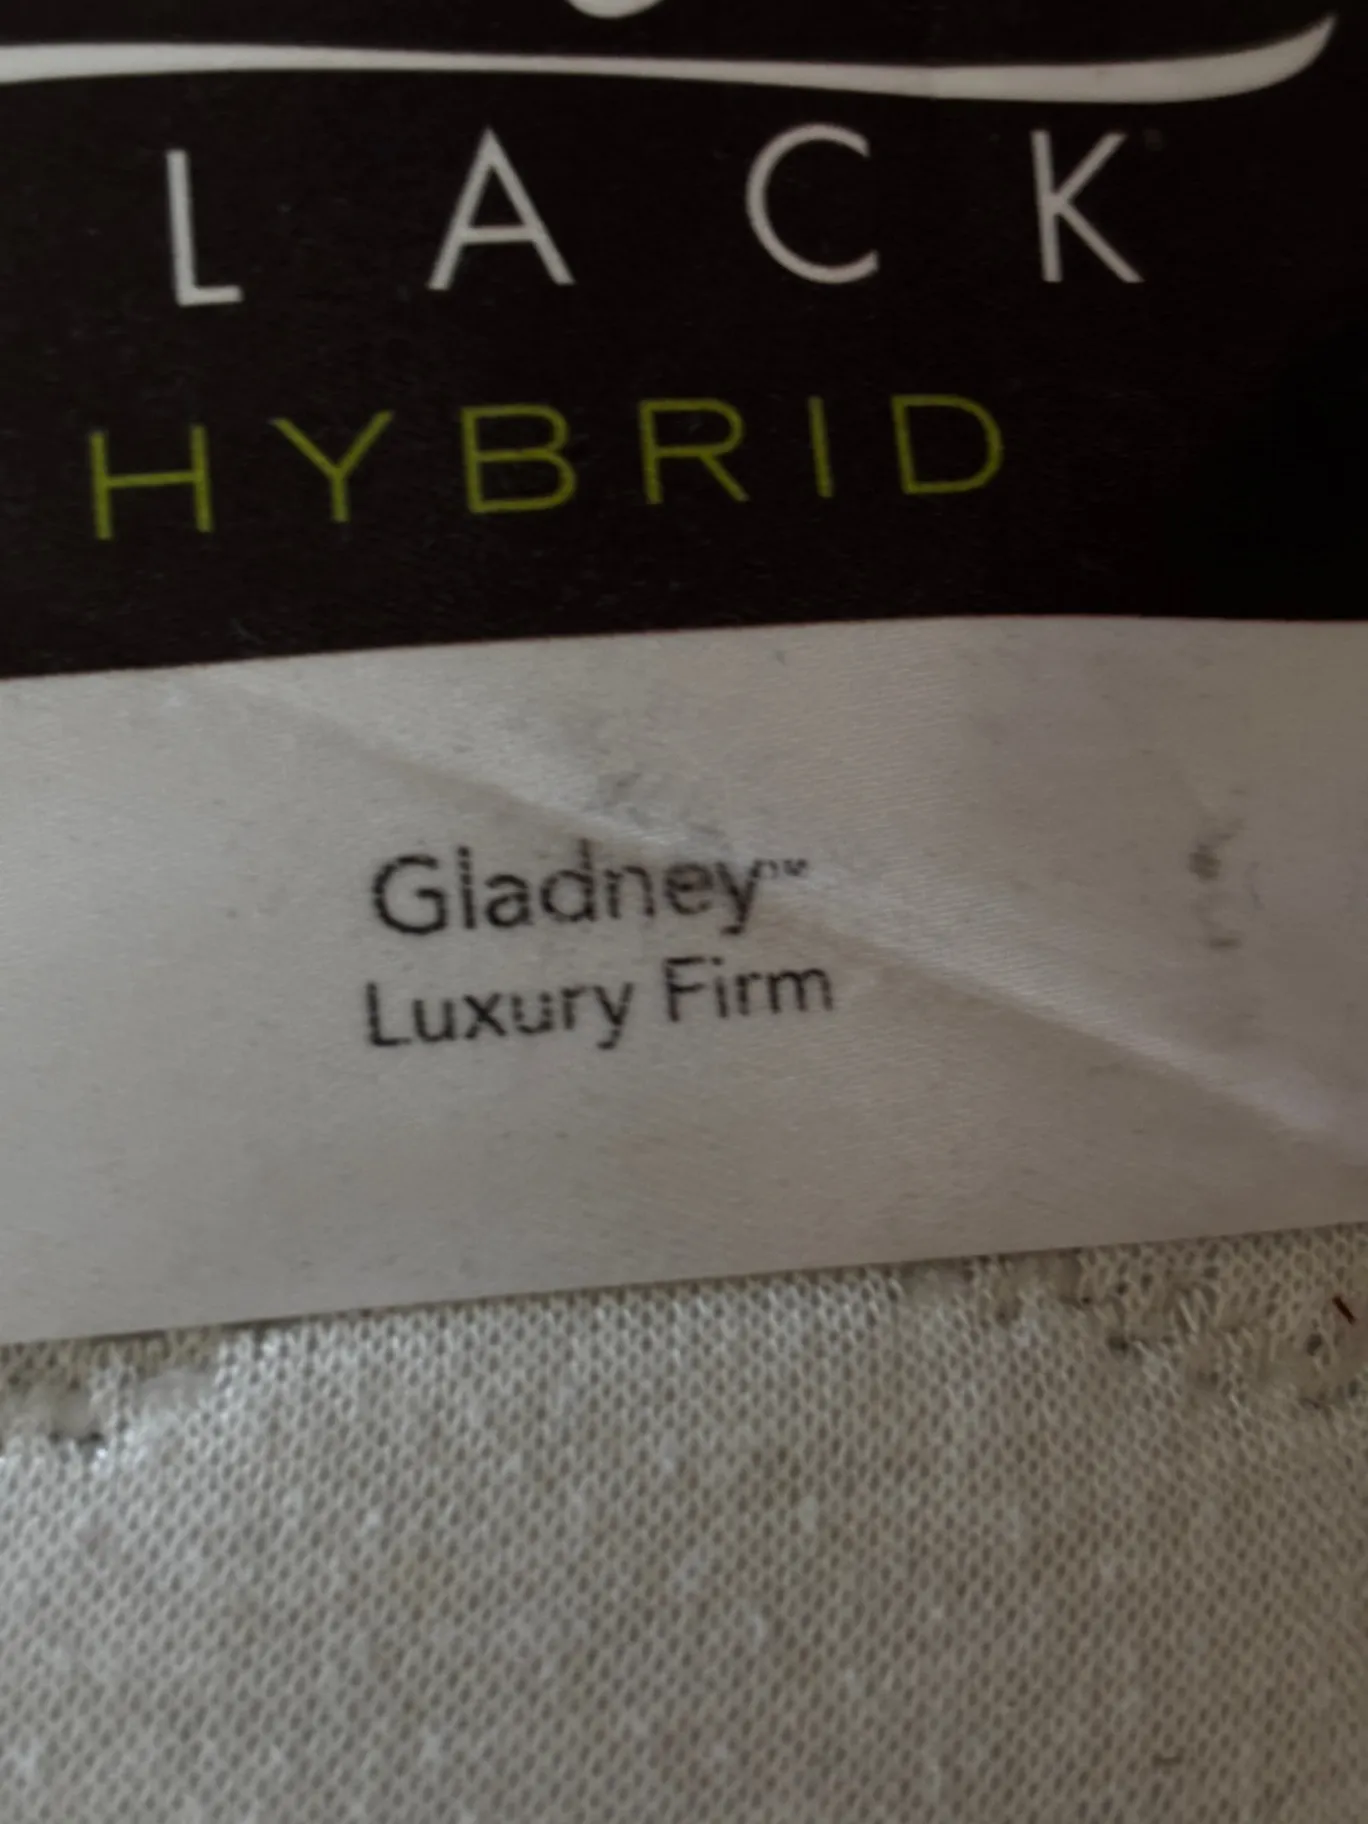 LACK
HYBRID
Gladney™
Luxury Firm